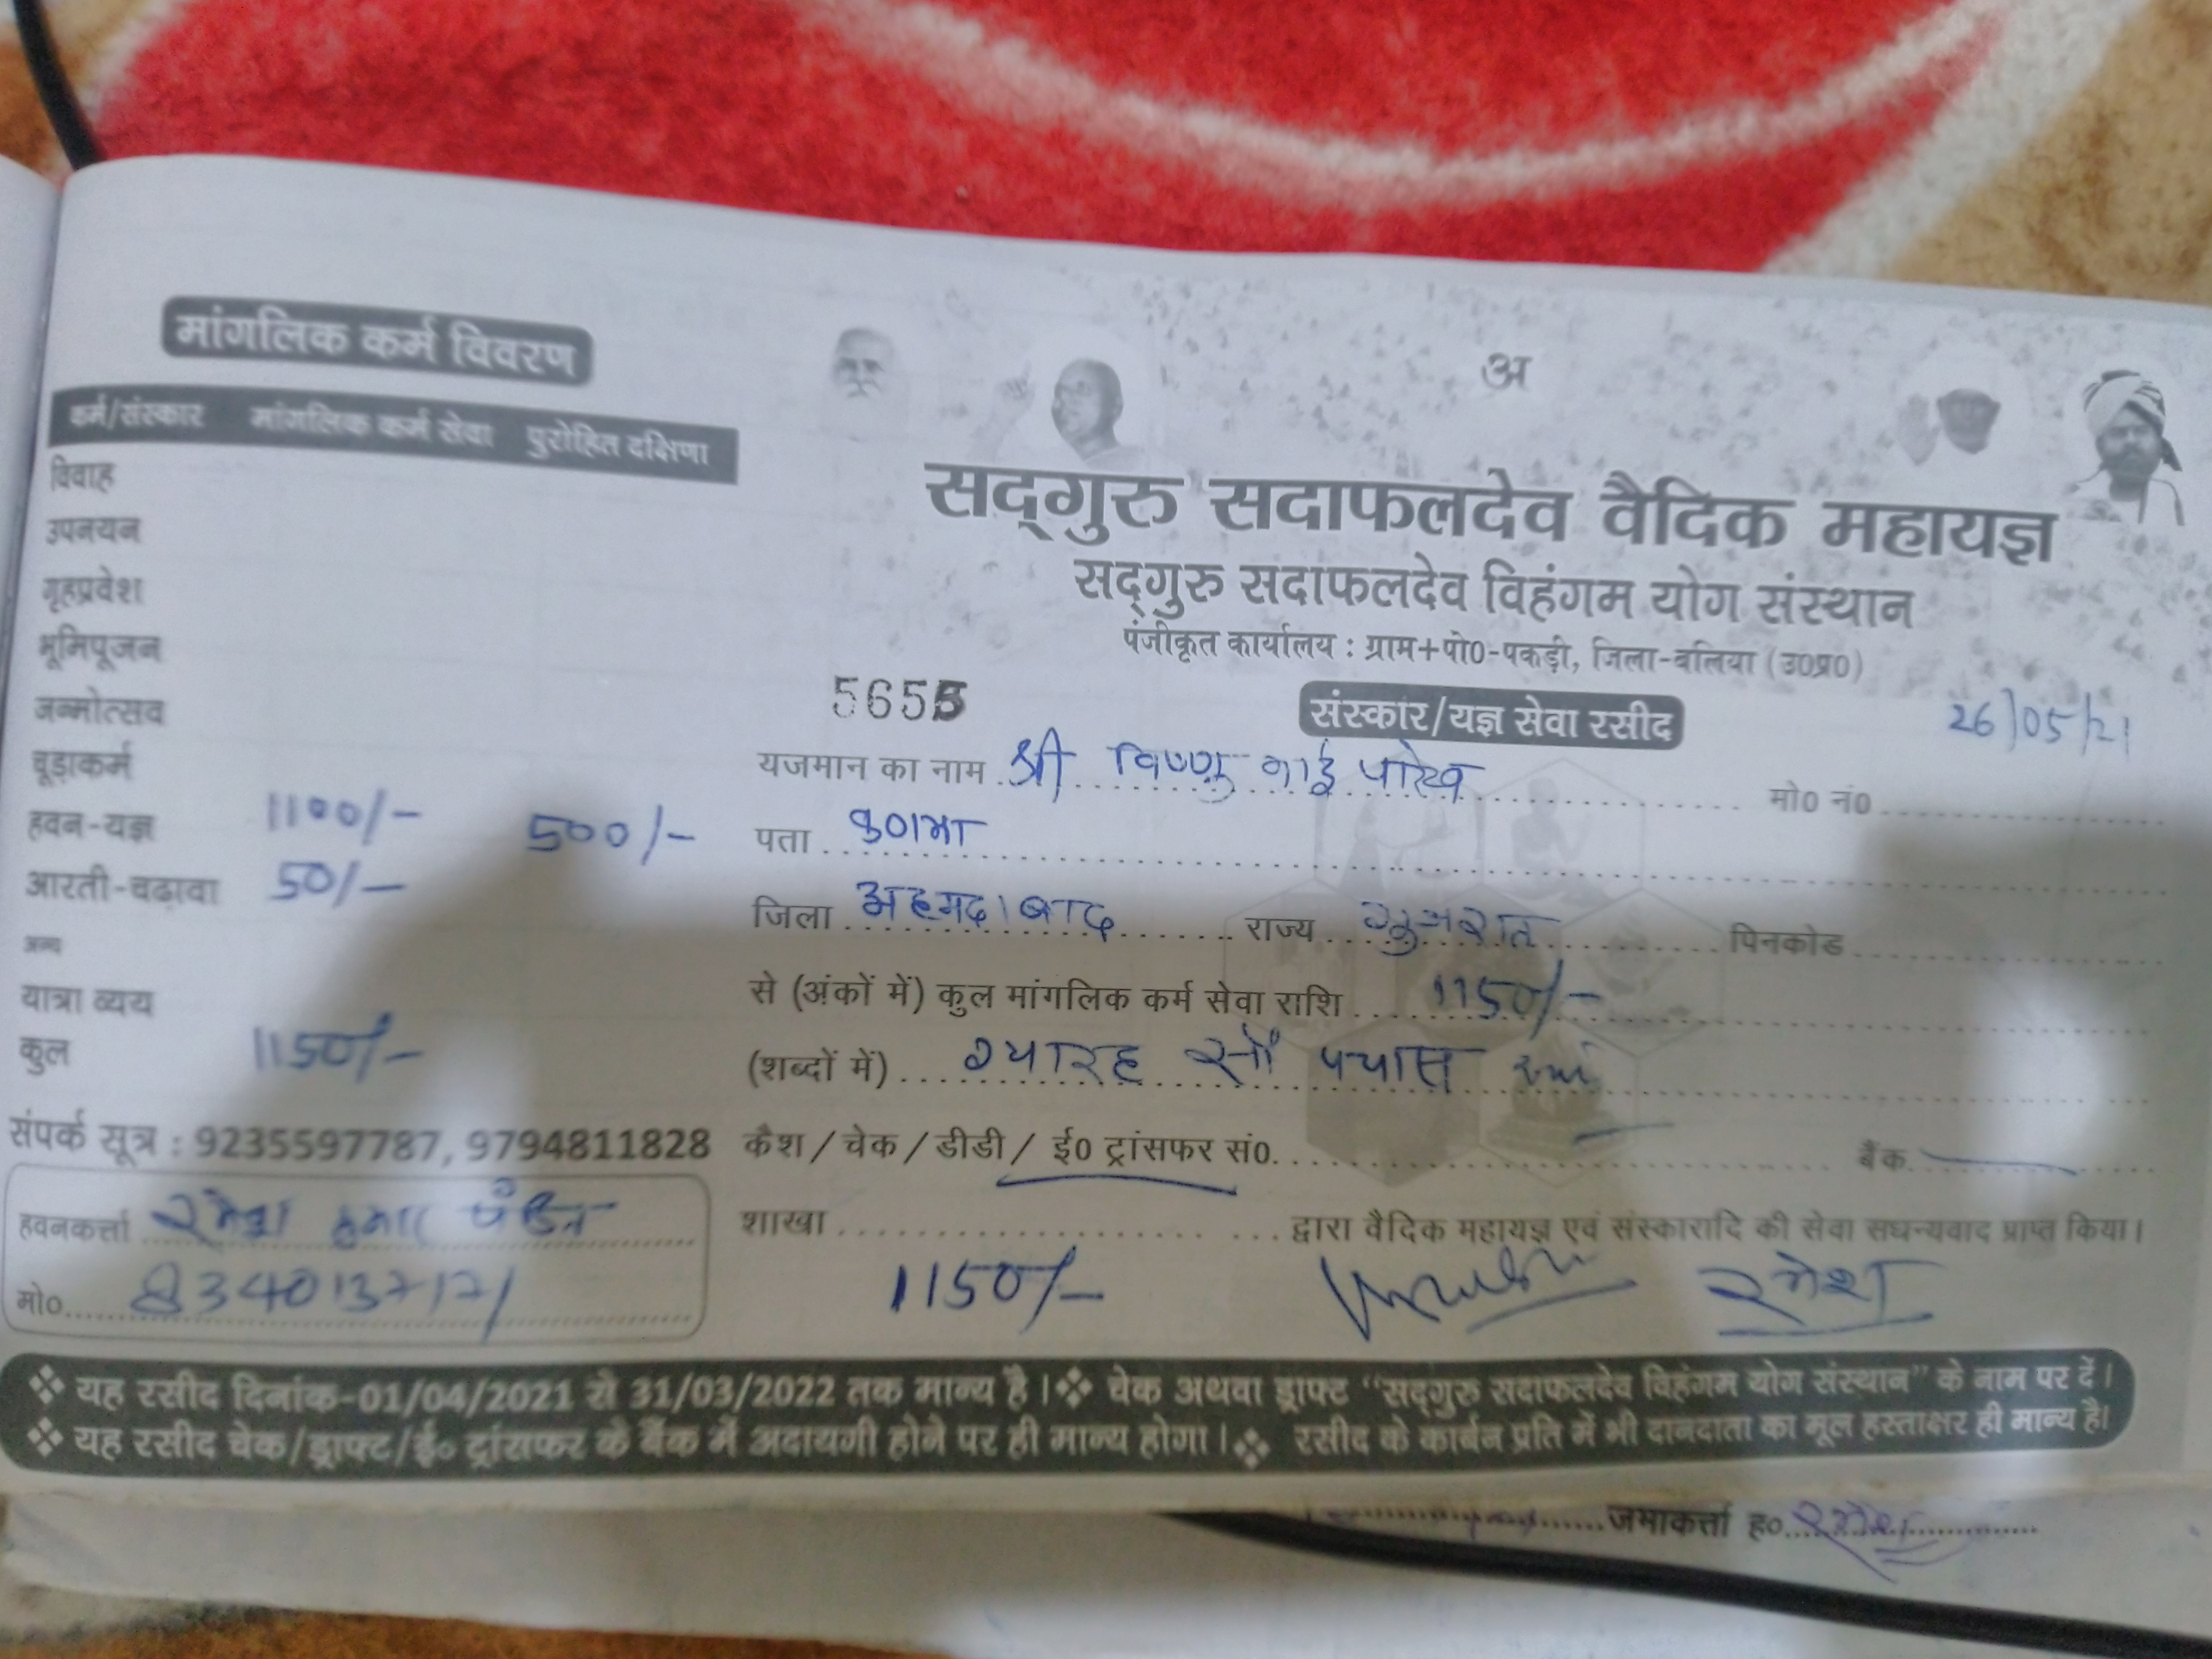 मांगलिक कर्म विवरण
कर्म/संस्कार मांगलिक कर्म सेवा पुरोहित दक्षिणा
विवाह
उपनयन
गृहप्रवेश
भूमिपूजन
जन्मोत्सव
चूड़ाकर्म
हवन-यज्ञ 1100/- 500/-
आरती-चढ़ावा 50/-
अन्य
यात्रा व्यय
कुल 1150/-
संपर्क सूत्र : 9235597787, 9794811828
हवनकर्त्ता रमेश कुमार पंडित
मो०
अ
सद्गुरु सदाफलदेव वैदिक महायज्ञ
सद्गुरु सदाफलदेव विहंगम योग संस्थान
पंजीकृत कार्यालय : ग्राम+पो0-पकड़ी, जिला-बलिया (उ0प्र0)
5655
संस्कार/यज्ञ सेवा रसीद 26/05/21
यजमान का नाम श्री विष्णु भाई पारेख मो0 नं0
पता
जिला अहमदाबाद राज्य गुजरात पिनकोड
से (अंकों में) कुल मांगलिक कर्म सेवा राशि 1150/-
(शब्दों में) ग्यारह सौ पचास
कैश / चेक / डीडी / ई0 ट्रांसफर सं0. बैंक
शाखा द्वारा वैदिक महायज्ञ एवं संस्कारादि की सेवा सधन्यवाद प्राप्त किया।
1150/- रमेश
❖ यह रसीद दिनांक-01/04/2021 से 31/03/2022 तक मान्य है।❖ चेक अथवा ड्राफ्ट "सद्गुरु सदाफलदेव विहंगम योग संस्थान" के नाम पर दें।
❖ यह रसीद चेक/ड्राफ्ट/ई० ट्रांसफर के बैंक में अदायगी होने पर ही मान्य होगा।❖ रसीद के कार्बन प्रति में भी दानदाता का मूल हस्ताक्षर ही मान्य है।
जमाकर्त्ता ह० रमेश